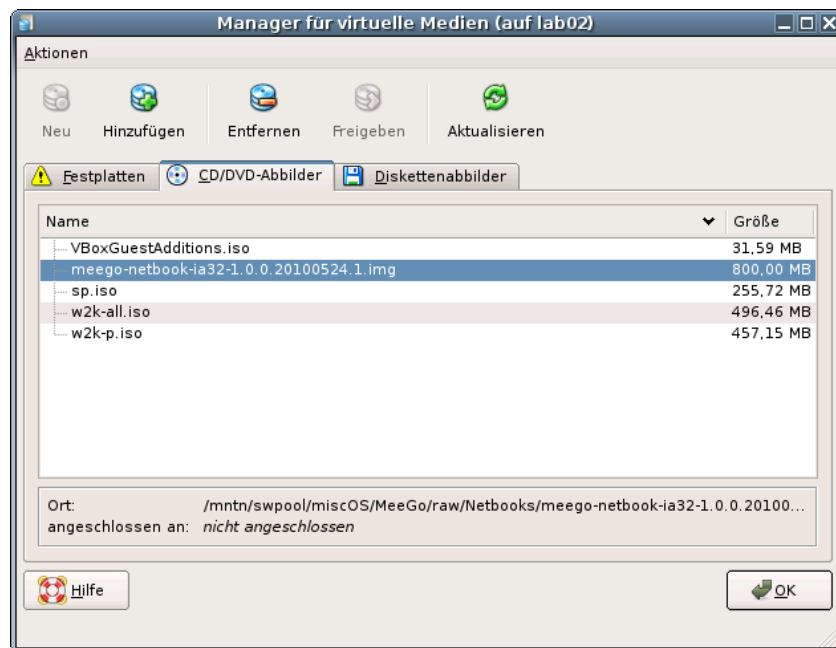 Manager für virtuelle Medien (auf lab02)
Aktionen
Neu Hinzufügen Entfernen Freigeben Aktualisieren
Festplatten CD/DVD-Abbilder Diskettenabbilder
Name Größe
VBoxGuestAdditions.iso 31,59 MB
meego-netbook-ia32-1.0.0.20100524.1.img 800,00 MB
sp.iso 255,72 MB
w2k-all.iso 496,46 MB
w2k-p.iso 457,15 MB
Ort: /mntn/swpool/miscOS/MeeGo/raw/Netbooks/meego-netbook-ia32-1.0.0.20100...
angeschlossen an: nicht angeschlossen
Hilfe OK